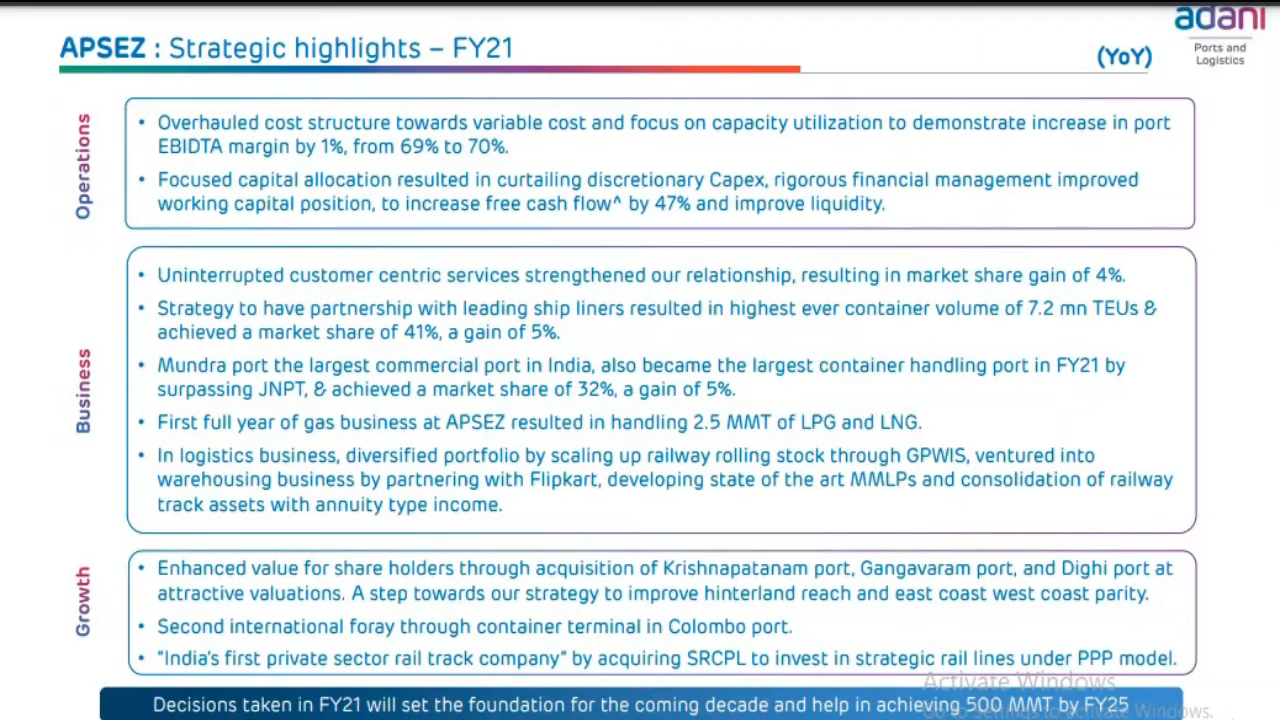 adani
Ports and
Logistics
APSEZ : Strategic highlights – FY21
(YoY)
Operations
• Overhauled cost structure towards variable cost and focus on capacity utilization to demonstrate increase in port
EBIDTA margin by 1%, from 69% to 70%.
• Focused capital allocation resulted in curtailing discretionary Capex, rigorous financial management improved
working capital position, to increase free cash flow^ by 47% and improve liquidity.
Business
• Uninterrupted customer centric services strengthened our relationship, resulting in market share gain of 4%.
• Strategy to have partnership with leading ship liners resulted in highest ever container volume of 7.2 mn TEUs &
achieved a market share of 41%, a gain of 5%.
• Mundra port the largest commercial port in India, also became the largest container handling port in FY21 by
surpassing JNPT, & achieved a market share of 32%, a gain of 5%.
• First full year of gas business at APSEZ resulted in handling 2.5 MMT of LPG and LNG.
• In logistics business, diversified portfolio by scaling up railway rolling stock through GPWIS, ventured into
warehousing business by partnering with Flipkart, developing state of the art MMLPs and consolidation of railway
track assets with annuity type income.
Growth
• Enhanced value for share holders through acquisition of Krishnapatanam port, Gangavaram port, and Dighi port at
attractive valuations. A step towards our strategy to improve hinterland reach and east coast west coast parity.
• Second international foray through container terminal in Colombo port.
• "India's first private sector rail track company" by acquiring SRCPL to invest in strategic rail lines under PPP model.
Activate Windows
Decisions taken in FY21 will set the foundation for the coming decade and help in achieving 500 MMT by FY25
Go to Settings to activate Windows.